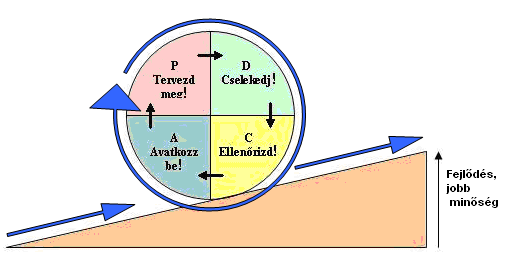 P
Tervezd
meg!
D
Cselekedj!
A
Avatkozz
be!
C
Ellenőrizd!
Fejlődés,
jobb
minőség